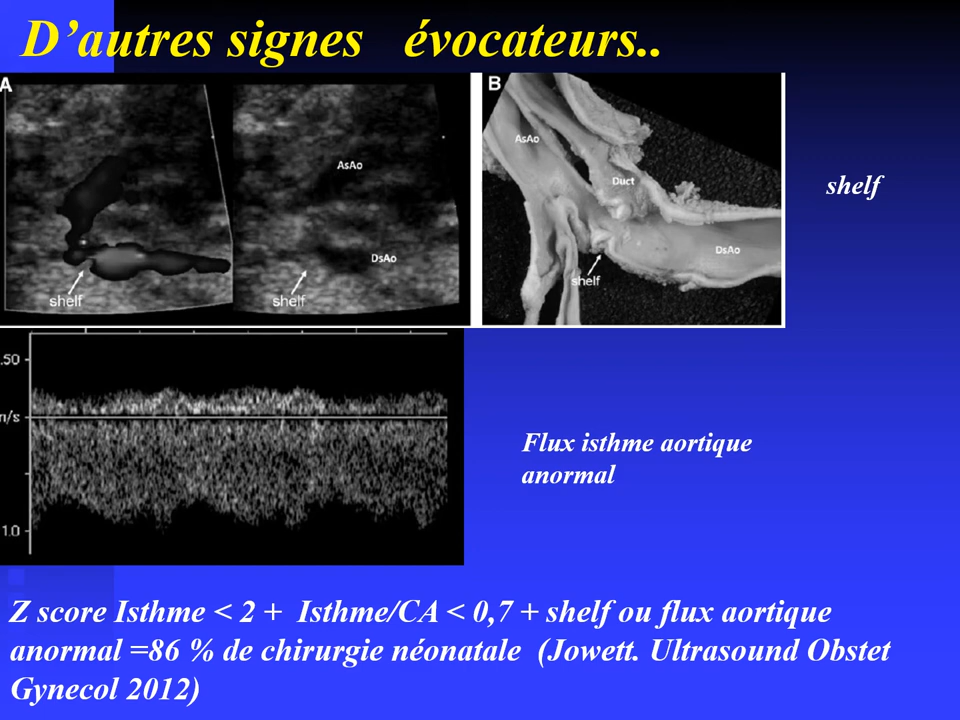 D’autres signes évocateurs..
A
B
AsAo
AsAo
Duct
shelf
DsAo
DsAo
shelf
shelf
shelf
.50
m/s
Flux isthme aortique
anormal
1.0
Z score Isthme < 2 + Isthme/CA < 0,7 + shelf ou flux aortique
anormal =86 % de chirurgie néonatale (Jowett. Ultrasound Obstet
Gynecol 2012)